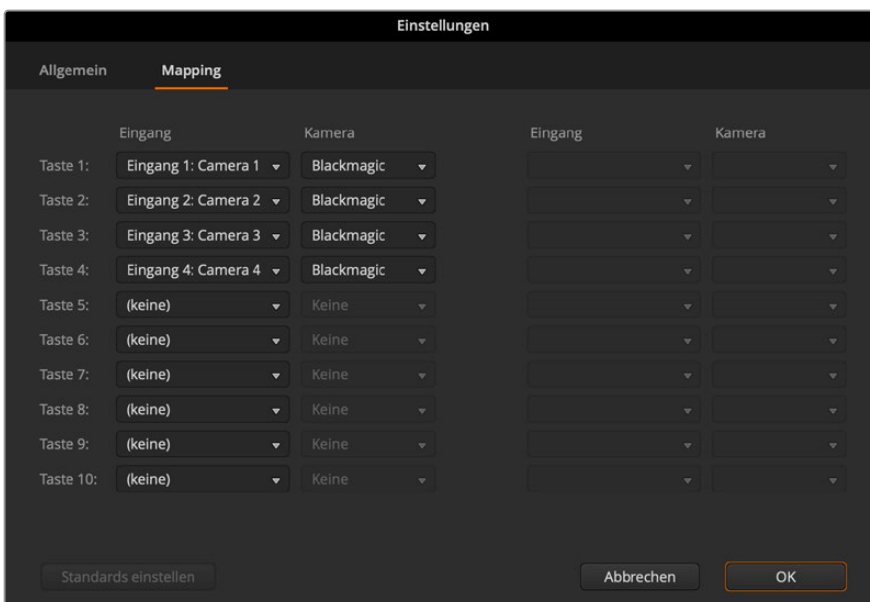 Einstellungen
Allgemein Mapping
Eingang Kamera Eingang Kamera
Taste 1: Eingang 1: Camera 1 Blackmagic
Taste 2: Eingang 2: Camera 2 Blackmagic
Taste 3: Eingang 3: Camera 3 Blackmagic
Taste 4: Eingang 4: Camera 4 Blackmagic
Taste 5: (keine) Keine
Taste 6: (keine) Keine
Taste 7: (keine) Keine
Taste 8: (keine) Keine
Taste 9: (keine) Keine
Taste 10: (keine) Keine
Standards einstellen Abbrechen OK